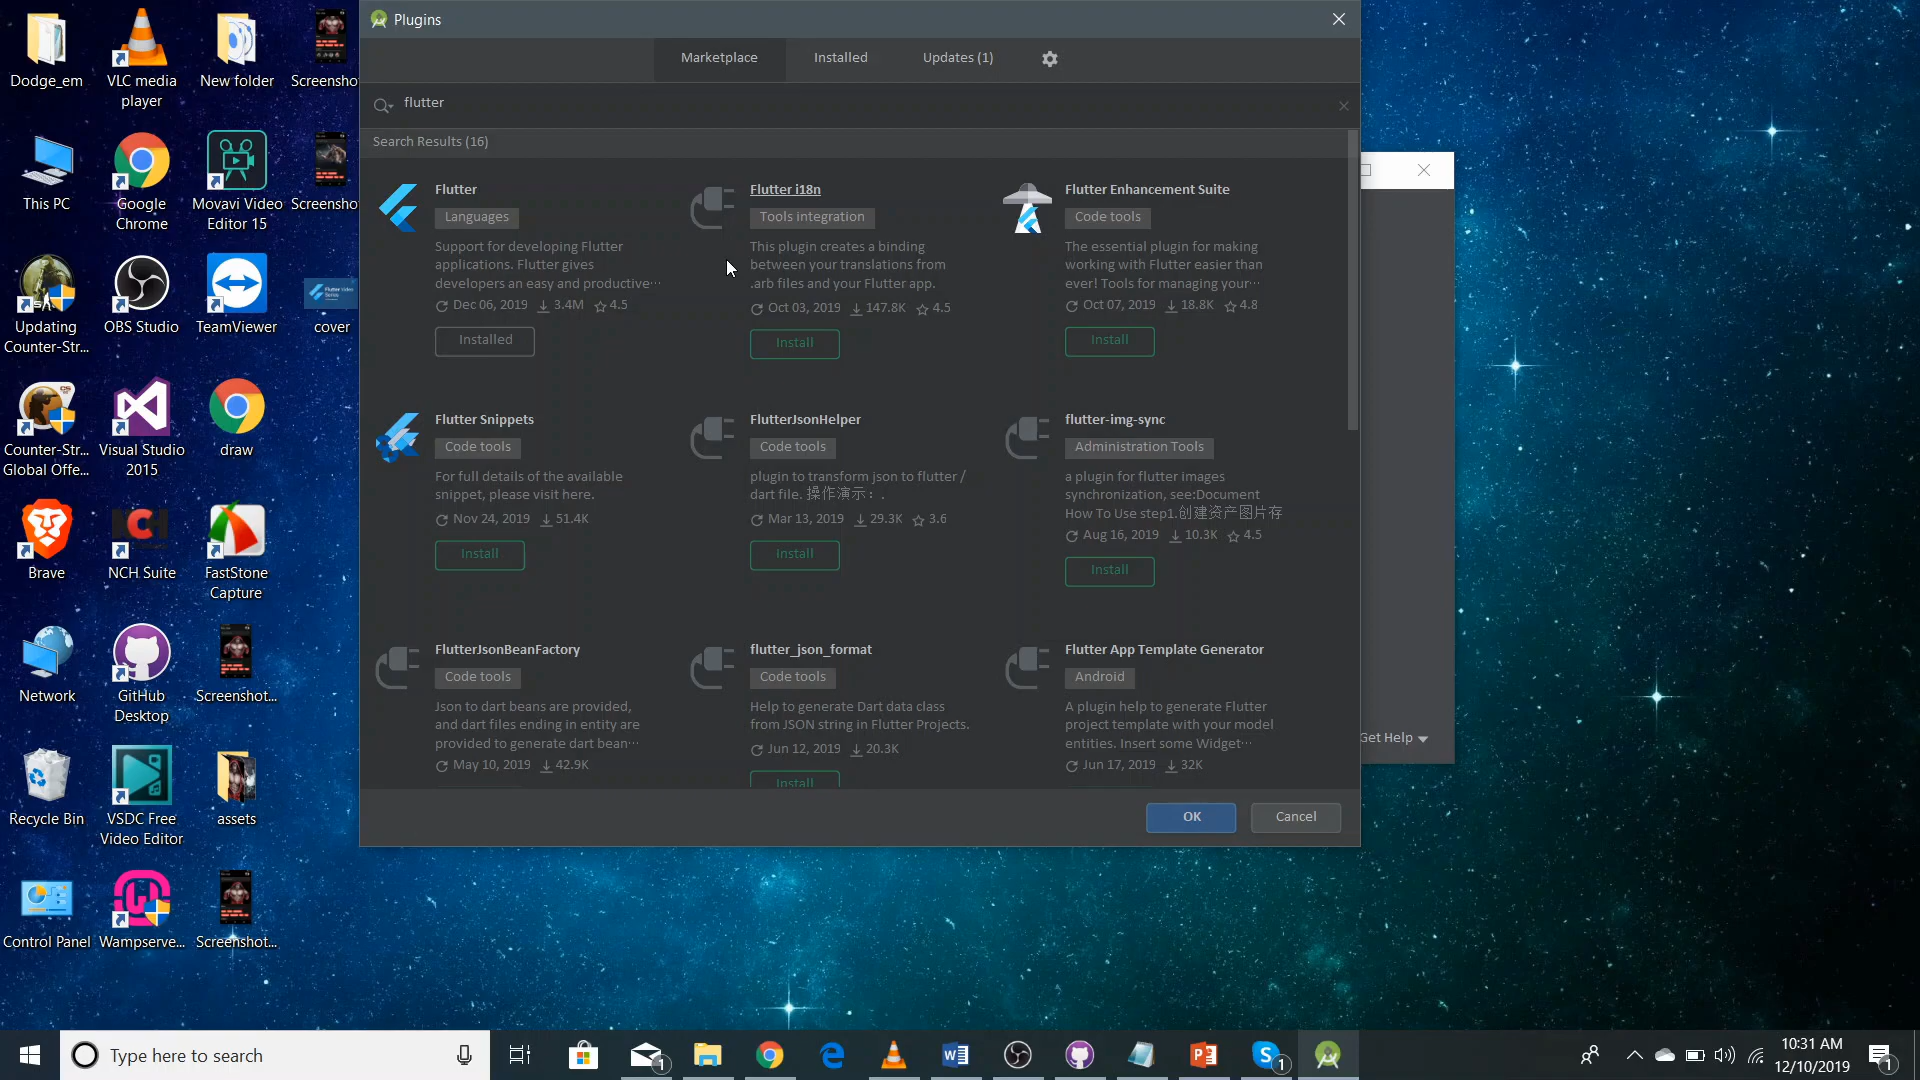 Plugins
Marketplace
Installed
Updates (1)
flutter
Search Results (16)
Flutter
Languages
Support for developing Flutter
applications. Flutter gives
developers an easy and productive…
Dec 06, 2019 3.4M 4.5
Installed
Flutter i18n
Tools integration
This plugin creates a binding
between your translations from
.arb files and your Flutter app.
Oct 03, 2019 147.8K 4.5
Install
Flutter Enhancement Suite
Code tools
The essential plugin for making
working with Flutter easier than
ever! Tools for managing your…
Oct 07, 2019 18.8K 4.8
Install
Flutter Snippets
Code tools
For full details of the available
snippet, please visit here.
Nov 24, 2019 51.4K
Install
FlutterJsonHelper
Code tools
plugin to transform json to flutter /
dart file. 操作演示：.
Mar 13, 2019 29.3K 3.6
Install
flutter-img-sync
Administration Tools
a plugin for flutter images
synchronization, see:Document
How To Use step1.创建资产图片存
Aug 16, 2019 10.3K 4.5
Install
FlutterJsonBeanFactory
Code tools
Json to dart beans are provided,
and dart files ending in entity are
provided to generate dart bean…
May 10, 2019 42.9K
flutter_json_format
Code tools
Help to generate Dart data class
from JSON string in Flutter Projects.
Jun 12, 2019 20.3K
Install
Flutter App Template Generator
Android
A plugin help to generate Flutter
project template with your model
entities. Insert some Widget…
Jun 17, 2019 32K
OK
Cancel
Get Help
Dodge_em
VLC media
player
New folder
Screensho
This PC
Google
Chrome
Movavi Video
Editor 15
Screensho
Updating
Counter-Str...
OBS Studio
TeamViewer
cover
Counter-Str...
Global Offe...
Visual Studio
2015
draw
Brave
NCH Suite
FastStone
Capture
Network
GitHub
Desktop
Screenshot...
Recycle Bin
VSDC Free
Video Editor
assets
Control Panel
Wampserve...
Screenshot...
Type here to search
1
1
10:31 AM
12/10/2019
1